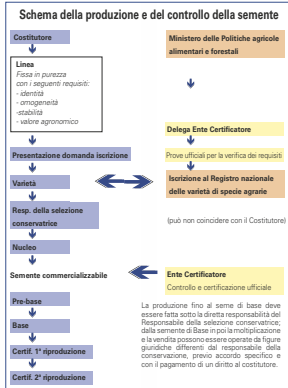 Schema della produzione e del controllo della semente
Costitutore
Ministero delle Politiche agricole
alimentari e forestali
Linea
Fissa in purezza
con i seguenti requisiti:
- identità
- omogeneità
-stabilità
- valore agronomico
Delega Ente Certificatore
Presentazione domanda iscrizione
Prove ufficiali per la verifica dei requisiti
Varietà
Iscrizione al Registro nazionale
delle varietà di specie agrarie
Resp. della selezione
conservatrice
(può non coincidere con il Costitutore)
Nucleo
Semente commercializzabile
Ente Certificatore
Controllo e certificazione ufficiale
Pre-base
Base
Certif. 1ª riproduzione
Certif. 2ª riproduzione
La produzione fino al seme di base deve
essere fatta sotto la diretta responsabilità del
Responsabile della selezione conservatrice;
dalla semente di Base in poi la moltiplicazione
e la vendita possono essere operate da figure
giuridiche differenti dal responsabile della
conservazione, previo accordo specifico e
con il pagamento di un diritto al costitutore.